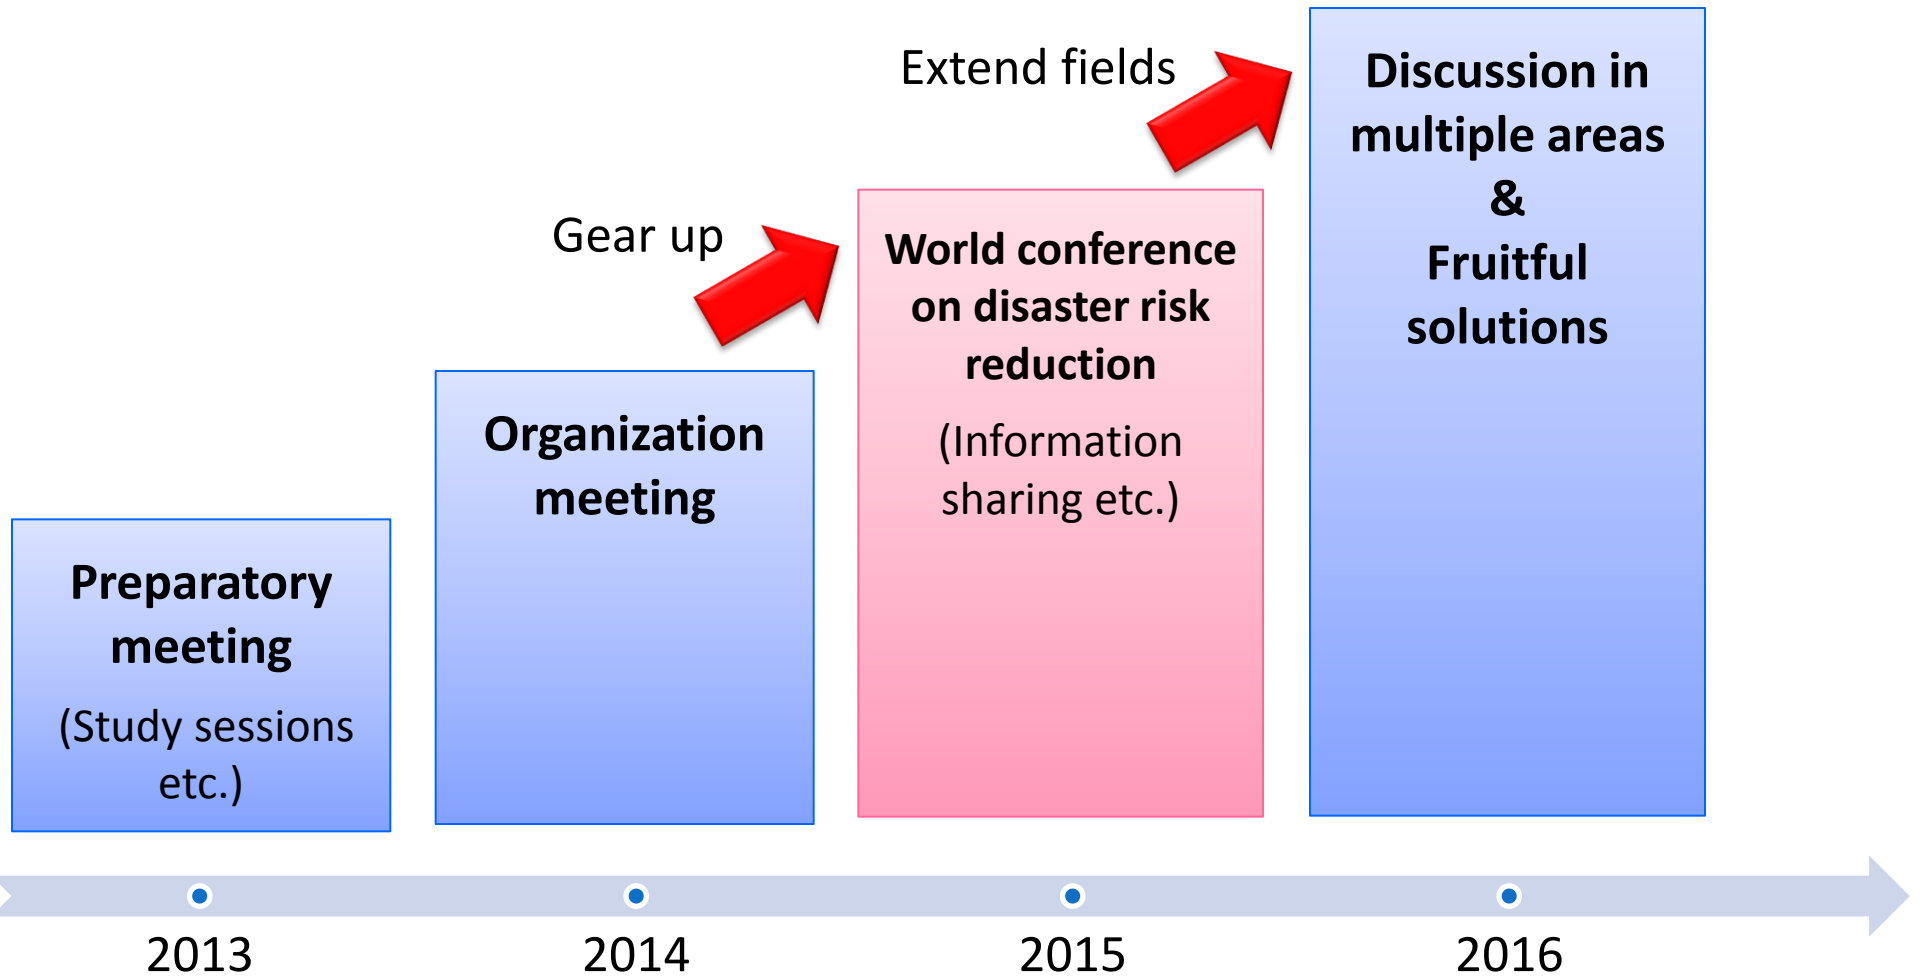 Preparatory
meeting
(Study sessions
etc.)
Organization
meeting
Gear up
World conference
on disaster risk
reduction
(Information
sharing etc.)
Extend fields
Discussion in
multiple areas
&
Fruitful
solutions
2013
2014
2015
2016